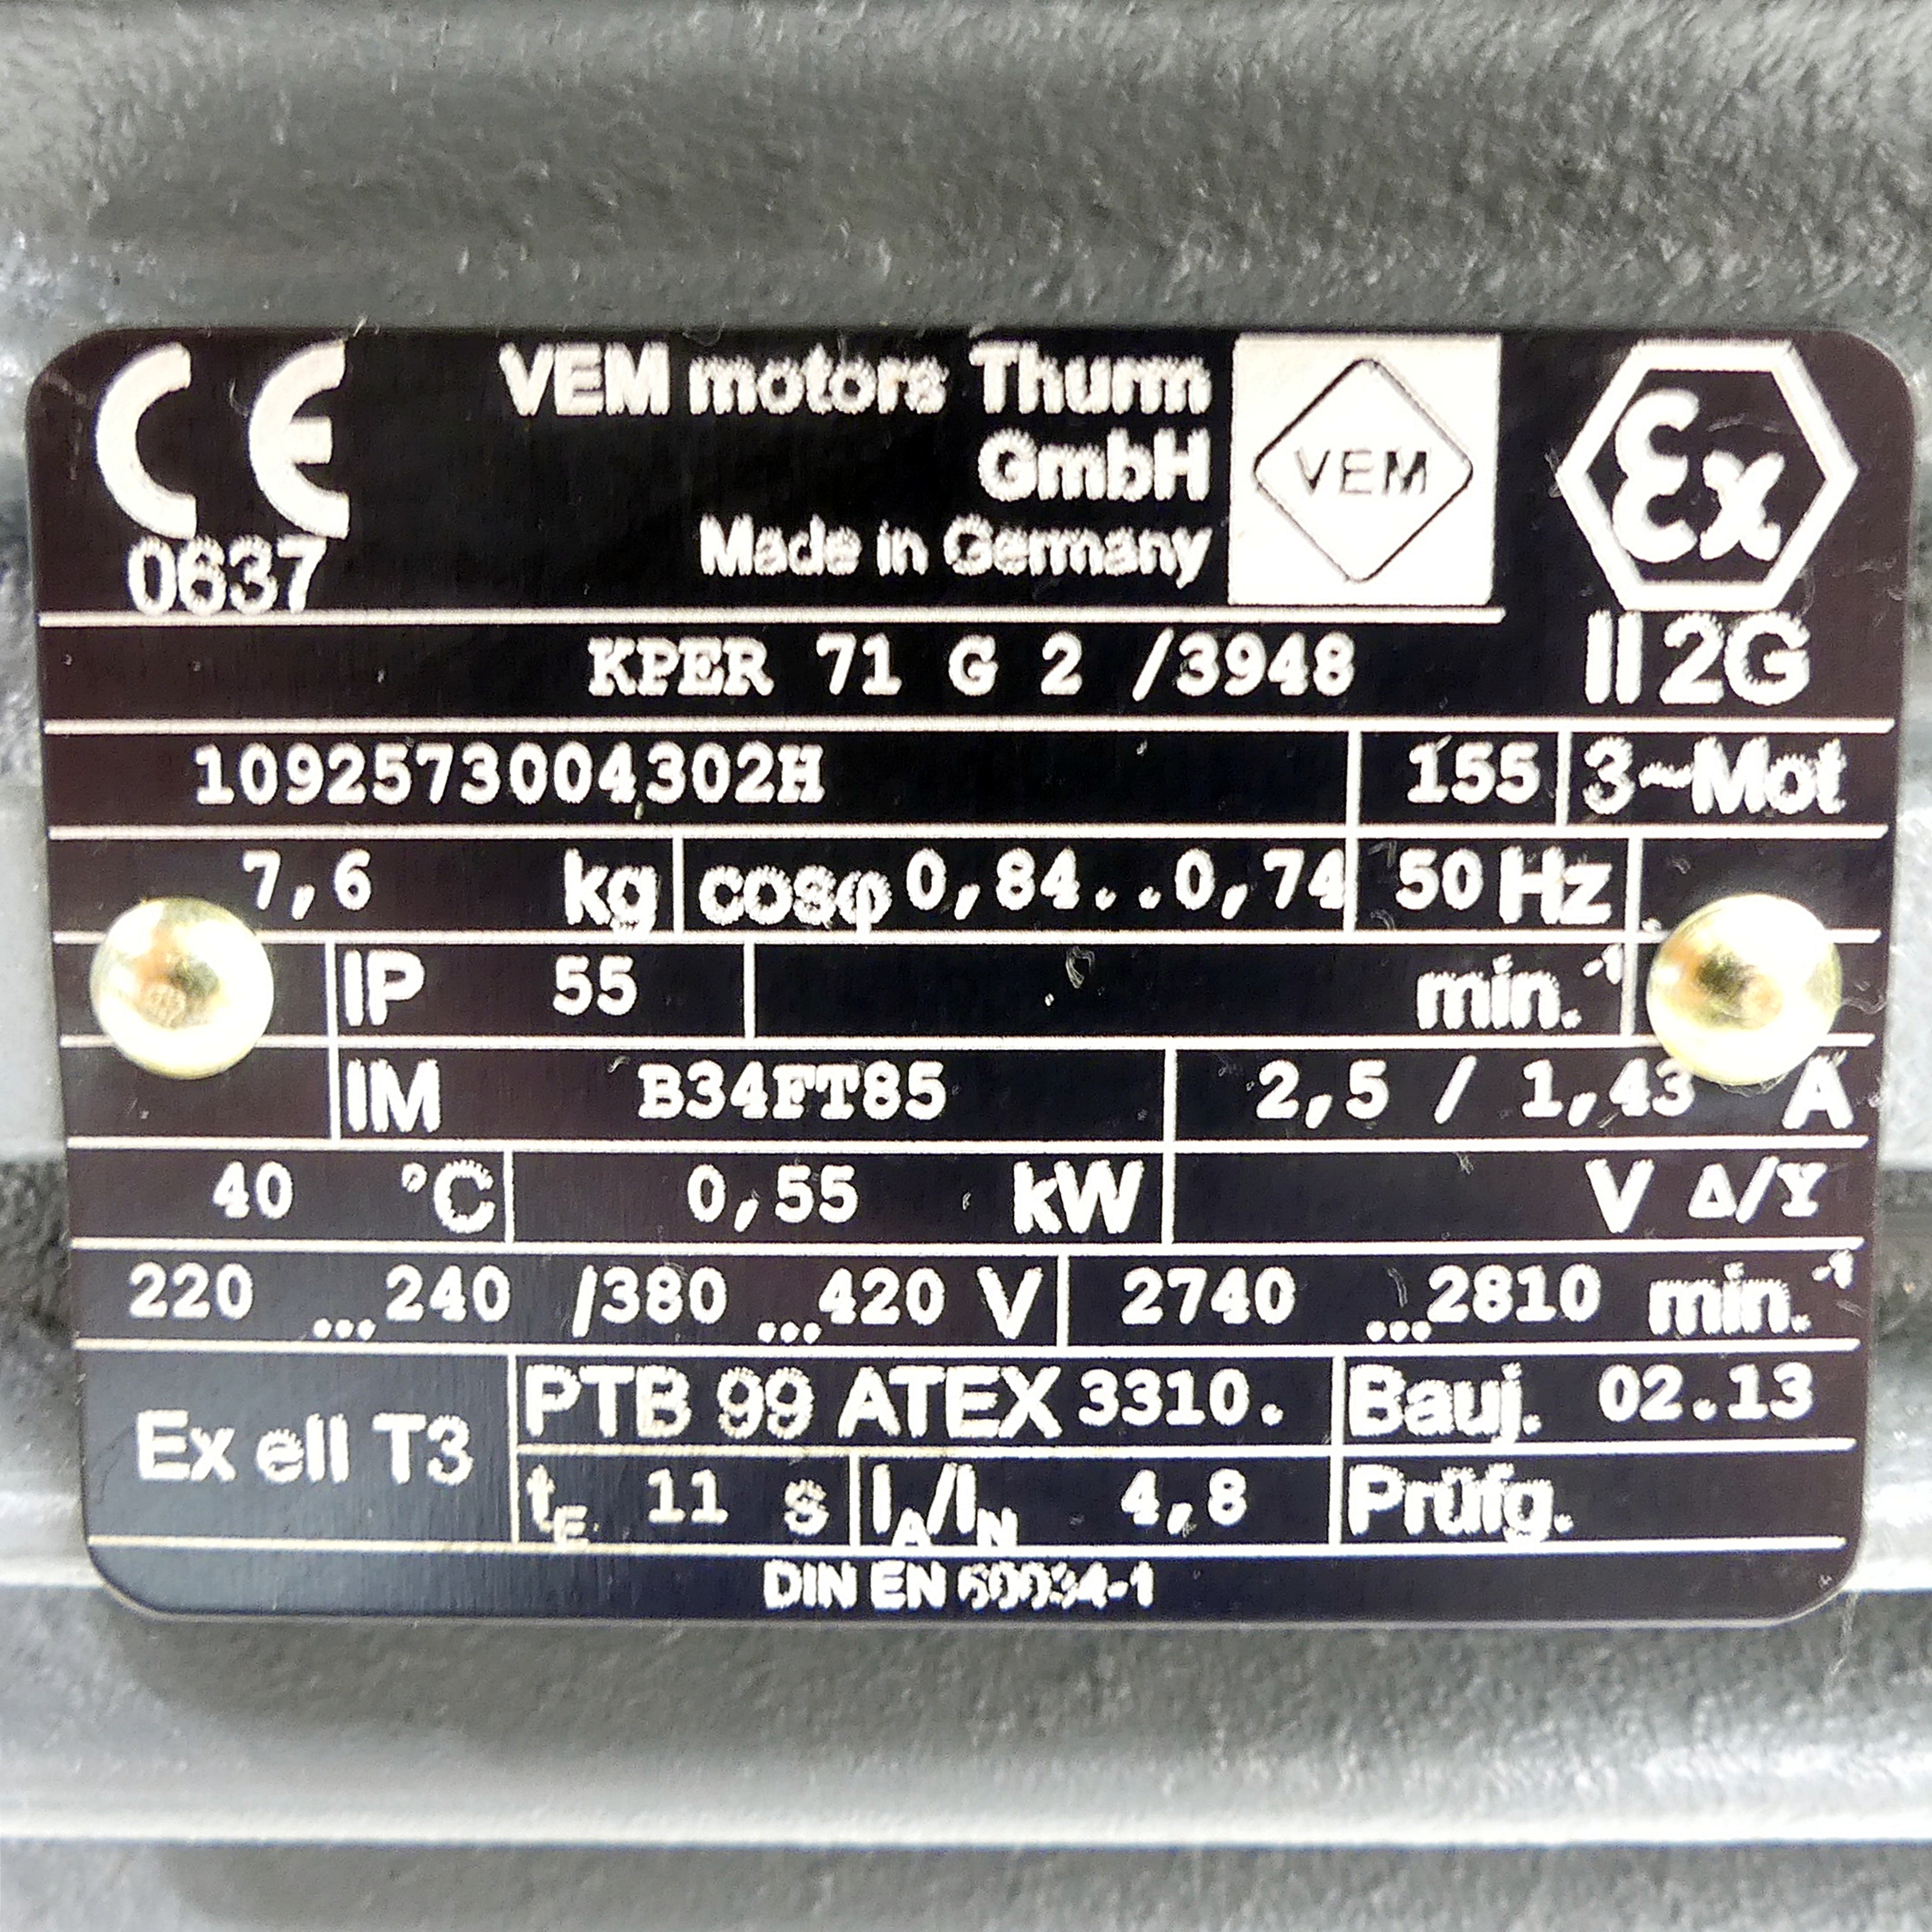 CE
0637
VEM motors Thurm
GmbH
Made in Germany
VEM
Ex
II 2G
KPER 71 G 2 /3948
1092573004302H 155 3~Mot
7,6 kg cosφ 0,84..0,74 50 Hz
IP 55 min.-1
IM B34FT85 2,5 / 1,43 A
40 °C 0,55 kW V Δ/Y
220 ...240 /380 ...420 V 2740 ...2810 min.-1
Ex eII T3
PTB 99 ATEX 3310. Bauj. 02.13
tE 11 s IA/IN 4,8 Prüfg.
DIN EN 60034-1